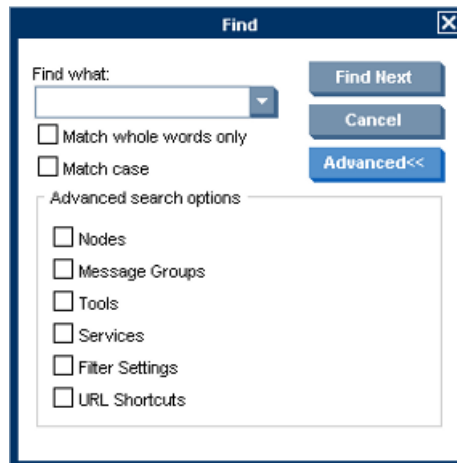 Find
Find what:
Find Next
Cancel
Match whole words only
Match case
Advanced<<
Advanced search options
Nodes
Message Groups
Tools
Services
Filter Settings
URL Shortcuts